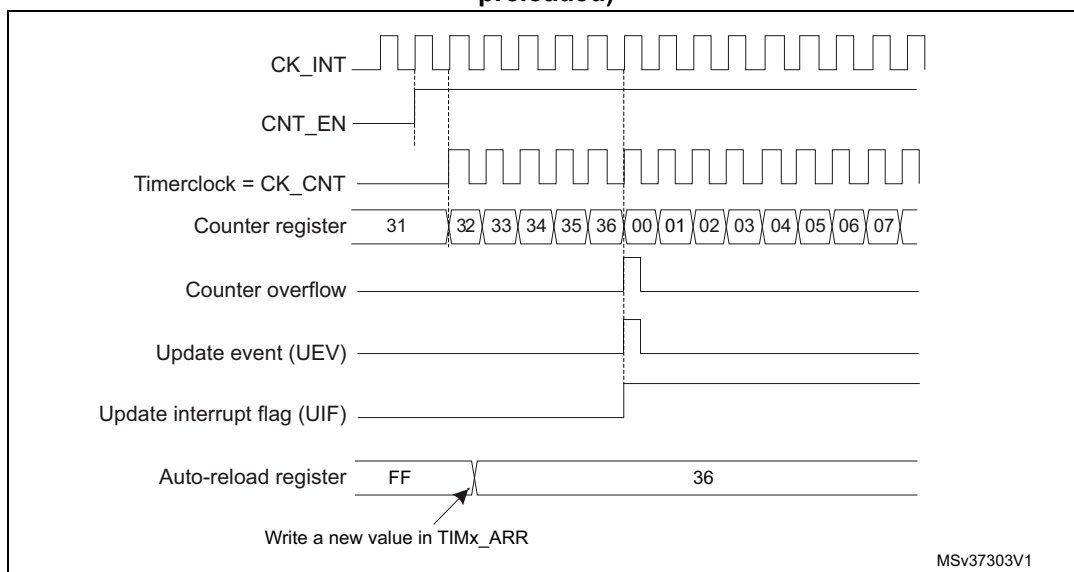 preloaded)
CK_INT
CNT_EN
Timerclock = CK_CNT
Counter register 31 32 33 34 35 36 00 01 02 03 04 05 06 07
Counter overflow
Update event (UEV)
Update interrupt flag (UIF)
Auto-reload register FF 36
Write a new value in TIMx_ARR
MSv37303V1